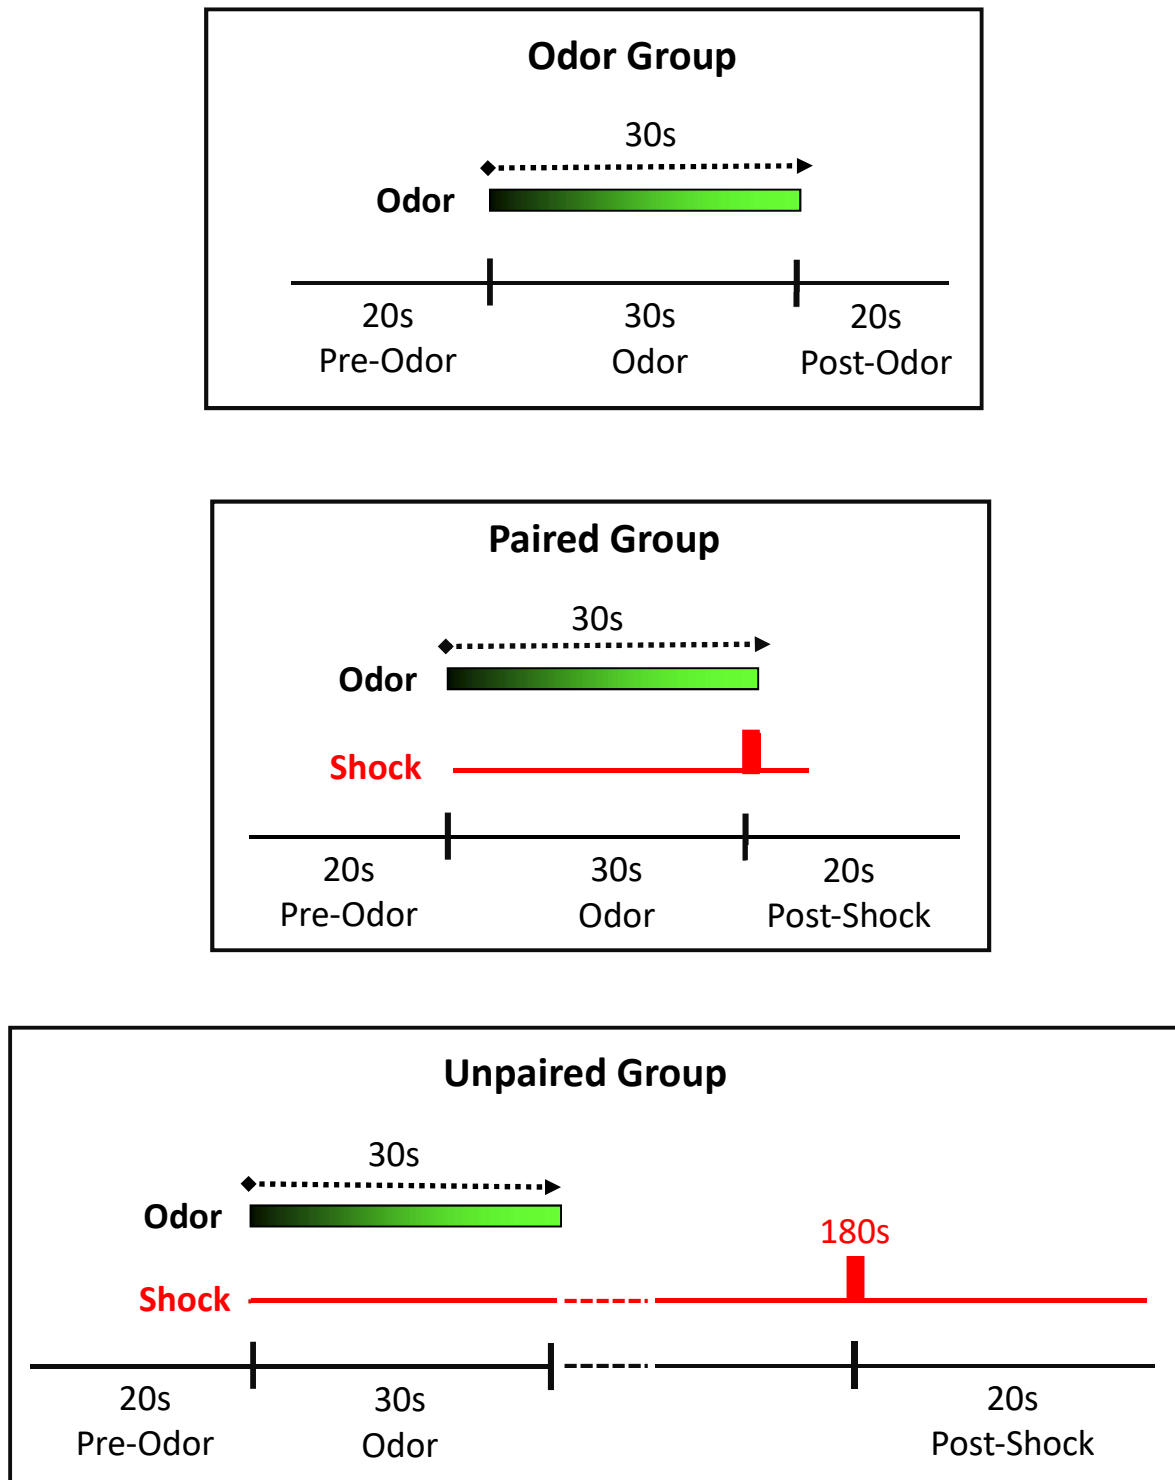 Odor Group
30s
Odor
20s 30s 20s
Pre-Odor Odor Post-Odor
Paired Group
30s
Odor
Shock
20s 30s 20s
Pre-Odor Odor Post-Shock
Unpaired Group
30s
Odor
180s
Shock
20s 30s 20s
Pre-Odor Odor Post-Shock